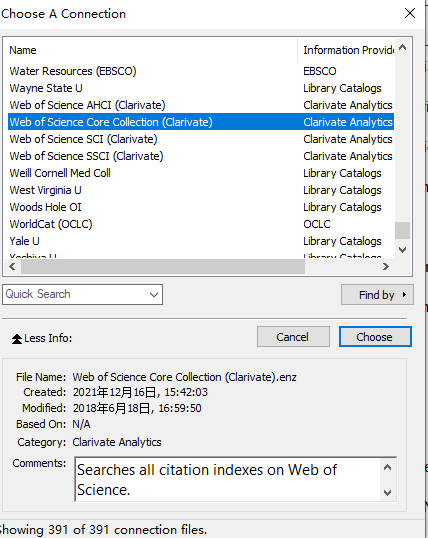 Choose A Connection
Name Information Provide
Water Resources (EBSCO) EBSCO
Wayne State U Library Catalogs
Web of Science AHCI (Clarivate) Clarivate Analytics
Web of Science Core Collection (Clarivate) Clarivate Analytics
Web of Science SCI (Clarivate) Clarivate Analytics
Web of Science SSCI (Clarivate) Clarivate Analytics
Weill Cornell Med Coll Library Catalogs
West Virginia U Library Catalogs
Woods Hole OI Library Catalogs
WorldCat (OCLC) OCLC
Yale U Library Catalogs
Yeshiva U Library Catalogs
Quick Search Find by
Less Info: Cancel Choose
File Name: Web of Science Core Collection (Clarivate).enz
Created: 2021年12月16日, 15:42:03
Modified: 2018年6月18日, 16:59:50
Based On: N/A
Category: Clarivate Analytics
Comments: Searches all citation indexes on Web of
Science.
Showing 391 of 391 connection files.